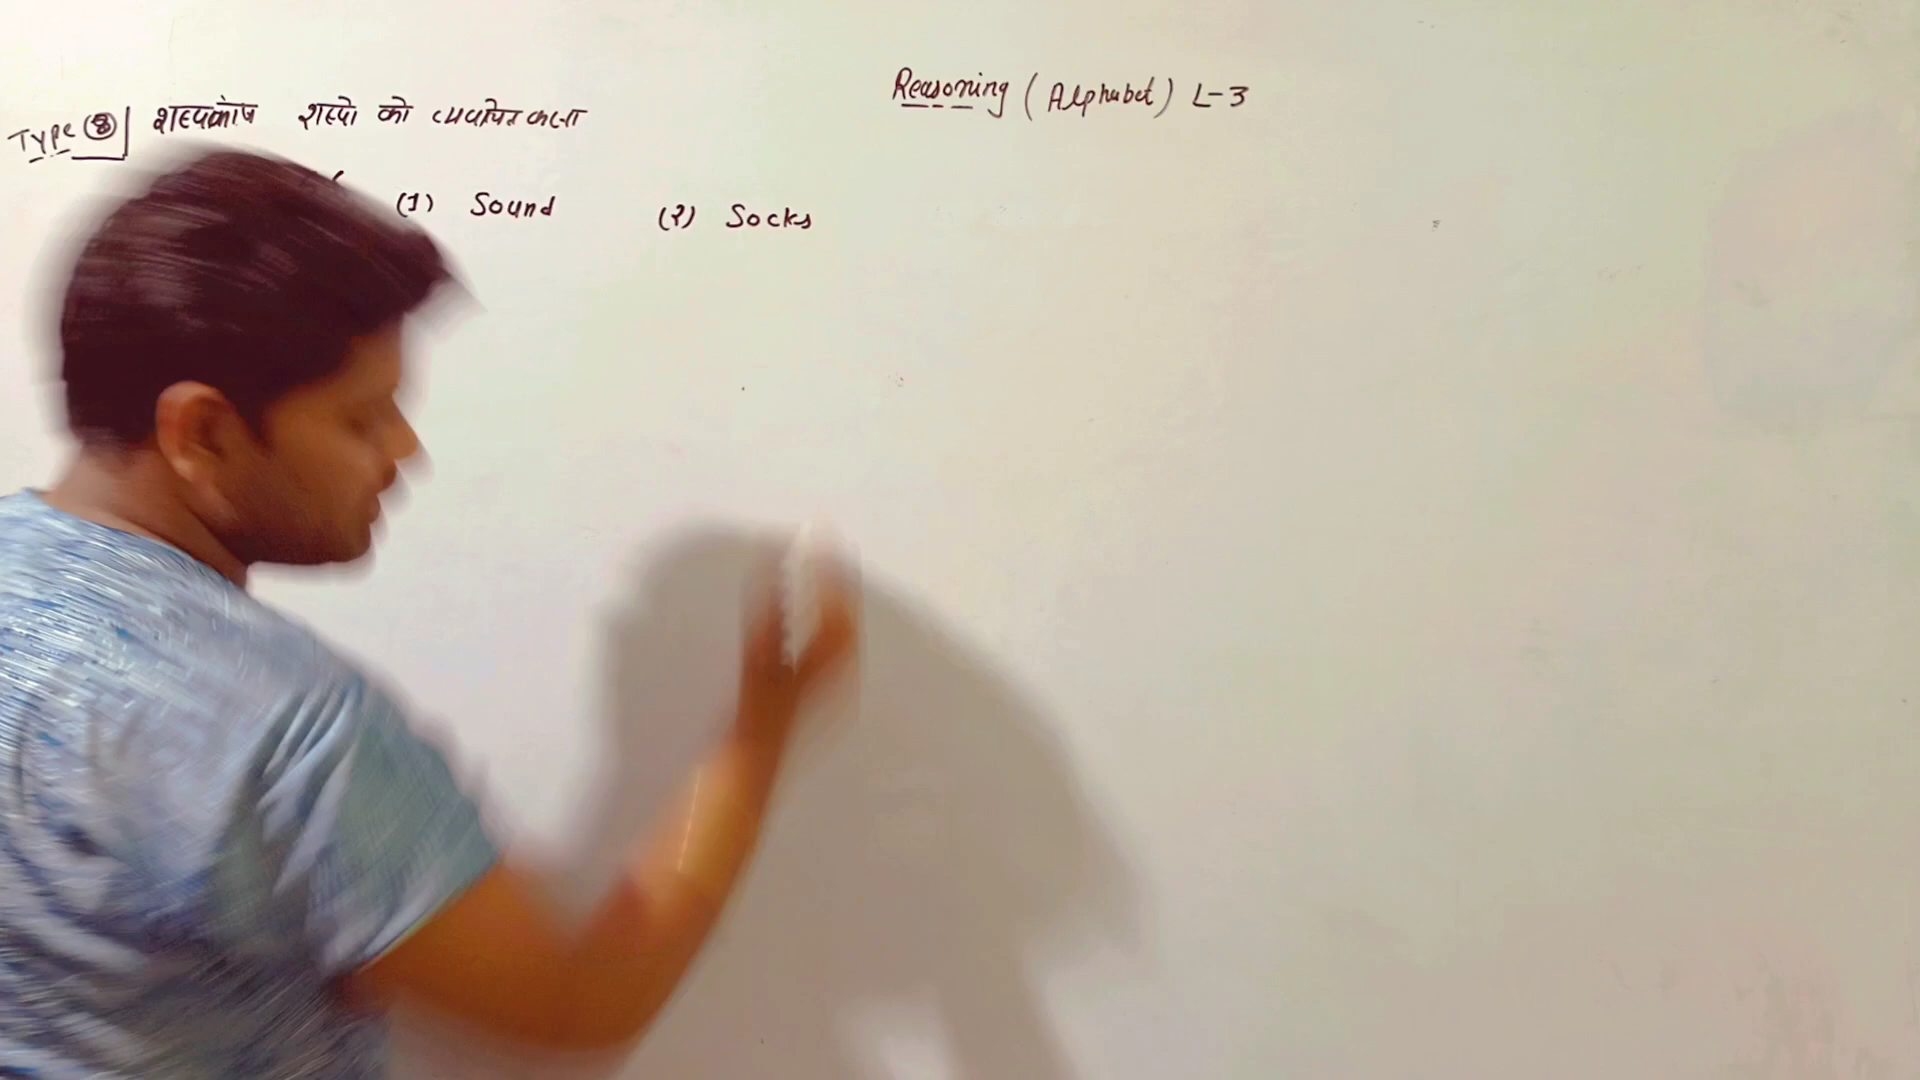 Reasoning (Alphabet) L-3
Type (8) शब्दकोष शब्दो को व्यवस्थित करना
(1) Sound (2) Socks